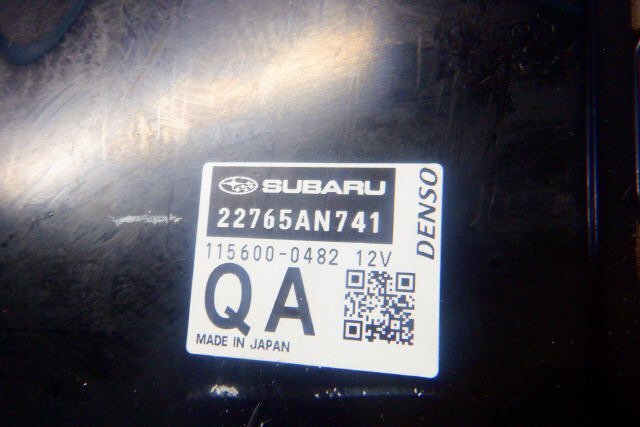 SUBARU
22765AN741
115600-0482 12V
QA
MADE IN JAPAN
DENSO